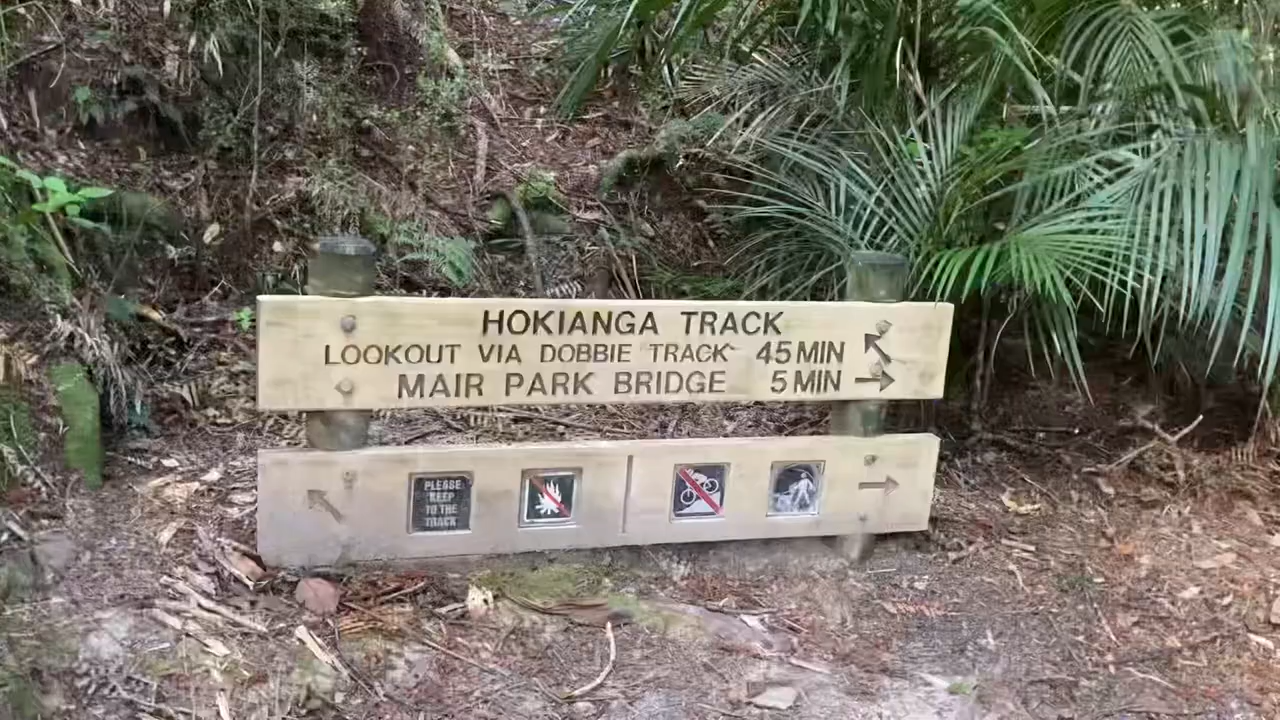 HOKIANGA TRACK
LOOKOUT VIA DOBBIE TRACK 45 MIN
MAIR PARK BRIDGE 5 MIN
PLEASE
KEEP
TO THE
TRACK